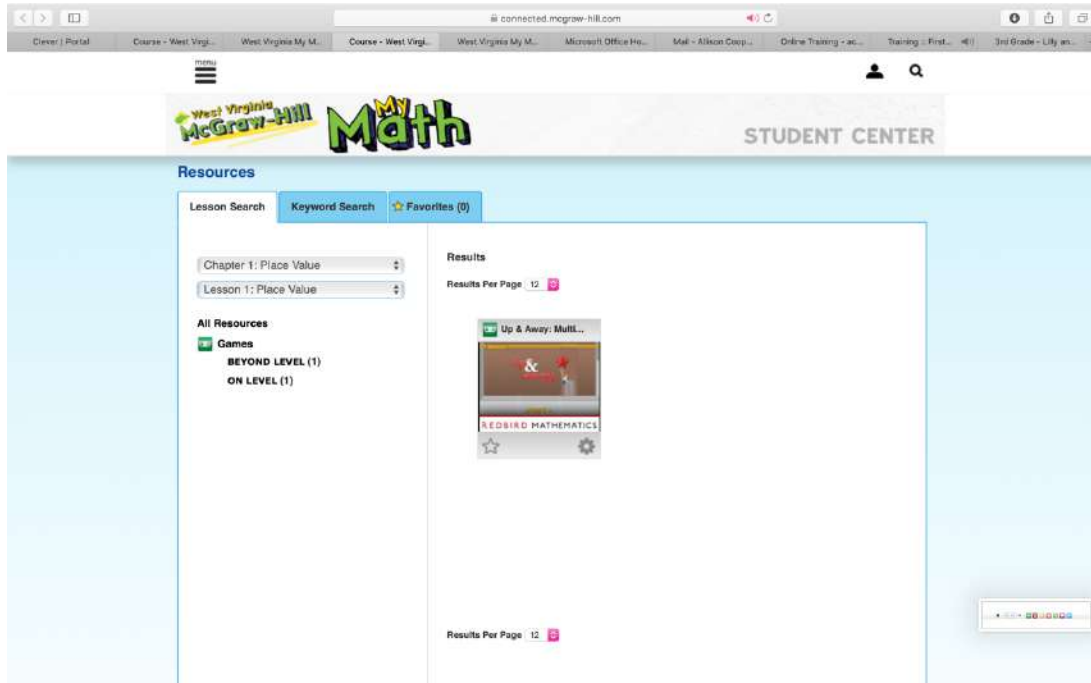 connected.mcgraw-hill.com
Clever | Portal
Course - West Virgi...
West Virginia My M...
Course - West Virgi...
West Virginia My M...
Microsoft Office Ho...
Mail - Allison Coop...
Online Training - ac...
Training :: First...
3rd Grade - Lilly an...
menu
West Virginia
McGraw-Hill
My
Math
STUDENT CENTER
Resources
Lesson Search
Keyword Search
Favorites (0)
Chapter 1: Place Value
Lesson 1: Place Value
All Resources
Games
BEYOND LEVEL (1)
ON LEVEL (1)
Results
Results Per Page 12
Up & Away: Multi...
&
REDBIRD MATHEMATICS
Results Per Page 12